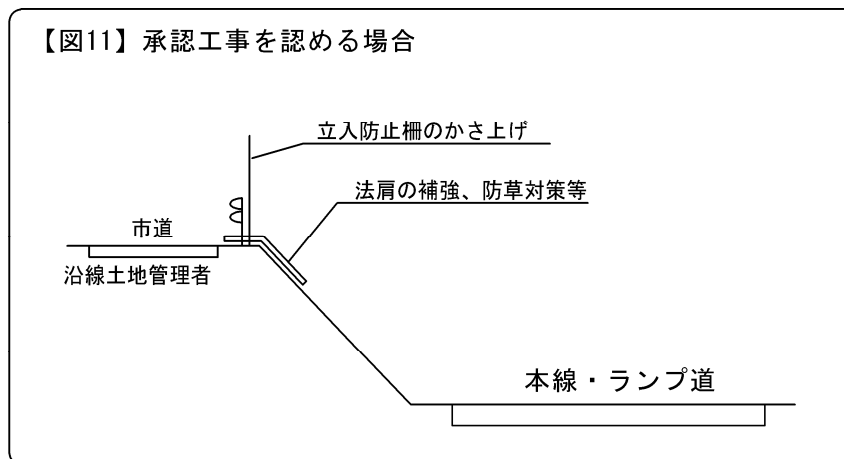 【図11】承認工事を認める場合
立入防止柵のかさ上げ
法肩の補強、防草対策等
市道
沿線土地管理者
本線・ランプ道